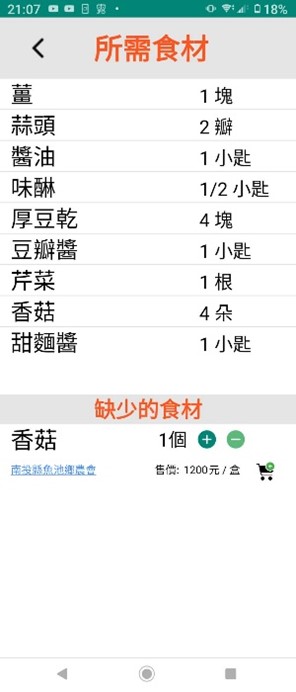 21:07
18%
所需食材
薑 1 塊
蒜頭 2 瓣
醬油 1 小匙
味醂 1/2 小匙
厚豆乾 4 塊
豆瓣醬 1 小匙
芹菜 1 根
香菇 4 朵
甜麵醬 1 小匙
缺少的食材
香菇 1個
南投縣魚池鄉農會 售價: 1200元 / 盒